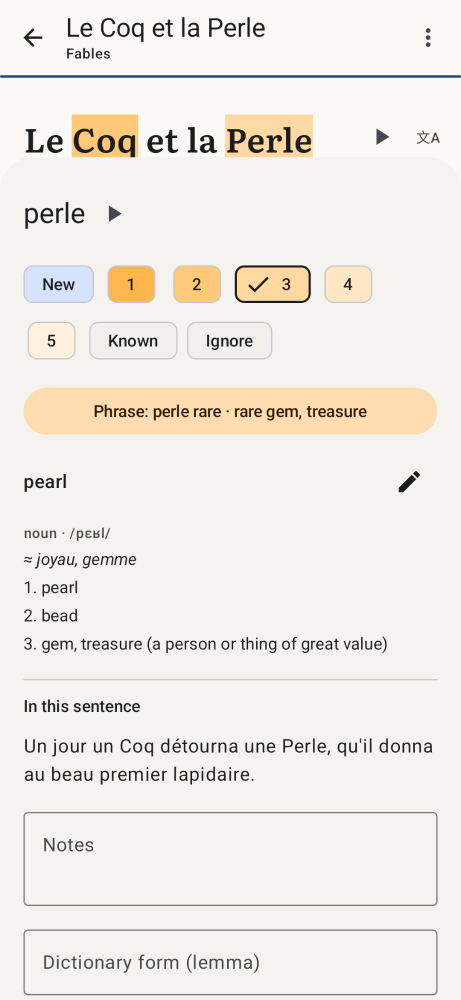 Le Coq et la Perle
Fables
Le Coq et la Perle
文A
perle
New 1 2 3 4
5 Known Ignore
Phrase: perle rare · rare gem, treasure
pearl
noun · /pɛʁl/
≈ joyau, gemme
1. pearl
2. bead
3. gem, treasure (a person or thing of great value)
In this sentence
Un jour un Coq détourna une Perle, qu'il donna
au beau premier lapidaire.
Notes
Dictionary form (lemma)